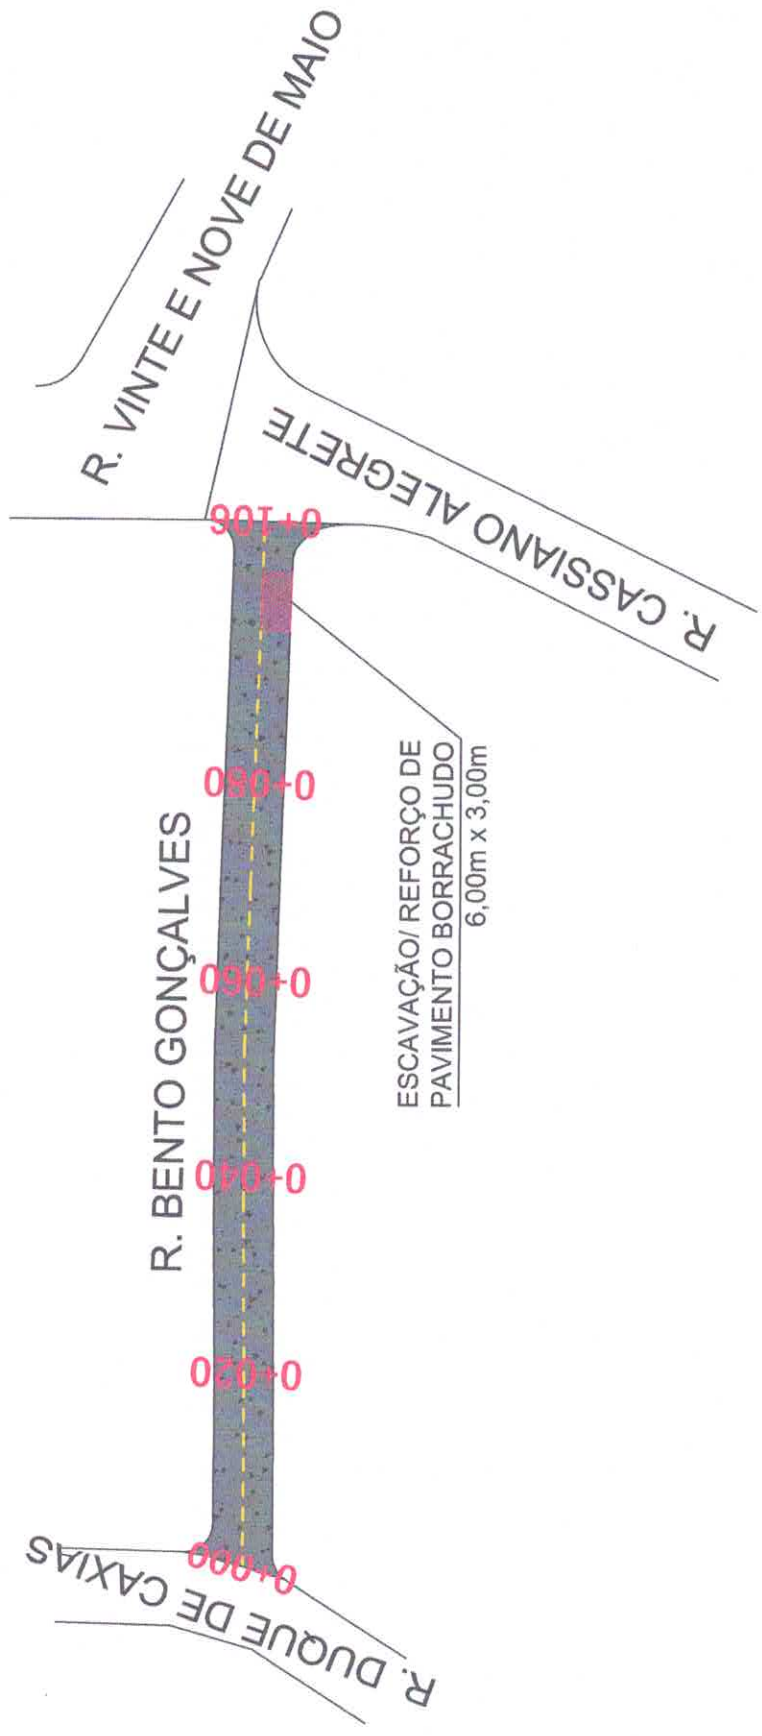 R. VINTE E NOVE DE MAIO
R. CASSIANO ALEGRETE
0+106
0+080
R. BENTO GONÇALVES
0+060
ESCAVAÇÃO/ REFORÇO DE
PAVIMENTO BORRACHUDO
6,00m x 3,00m
0+040
0+020
0+000
R. DUQUE DE CAXIAS